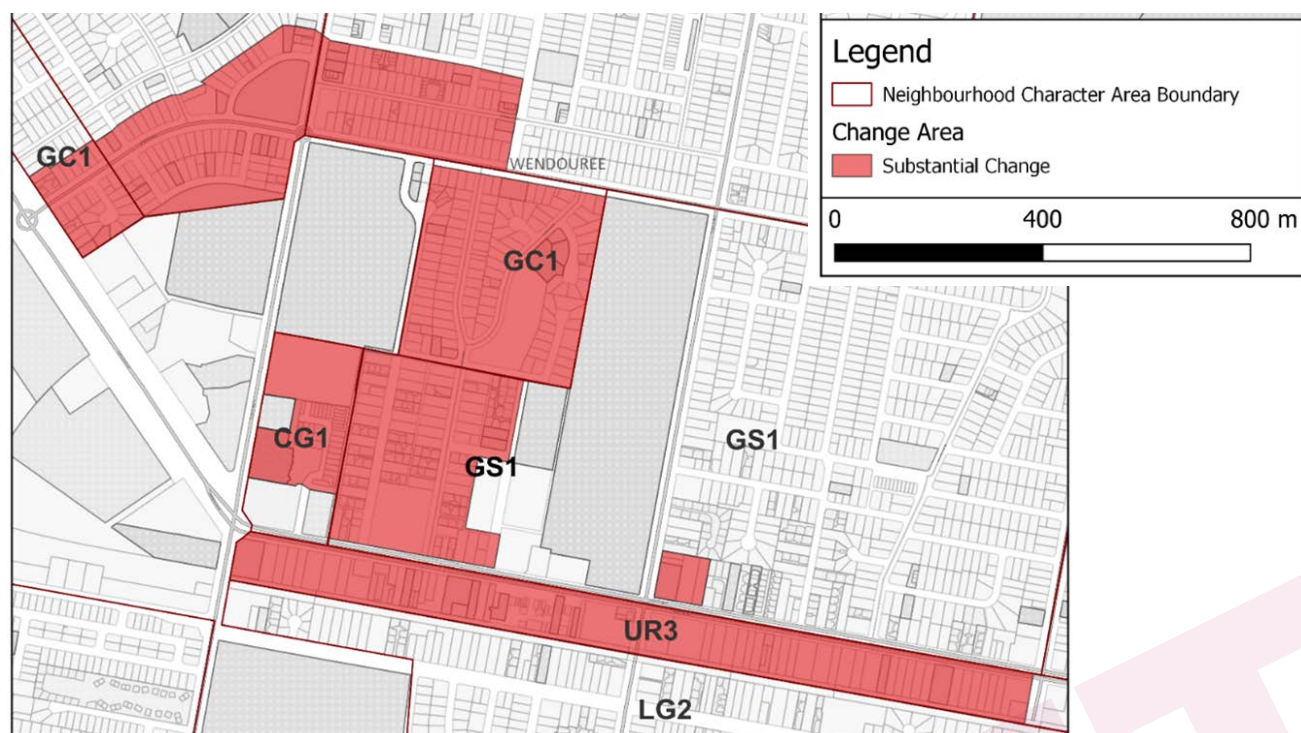 Legend
Neighbourhood Character Area Boundary
Change Area
Substantial Change
0 400 800 m
GC1
WENDOUREE
GC1
CG1
GS1
GS1
UR3
LG2